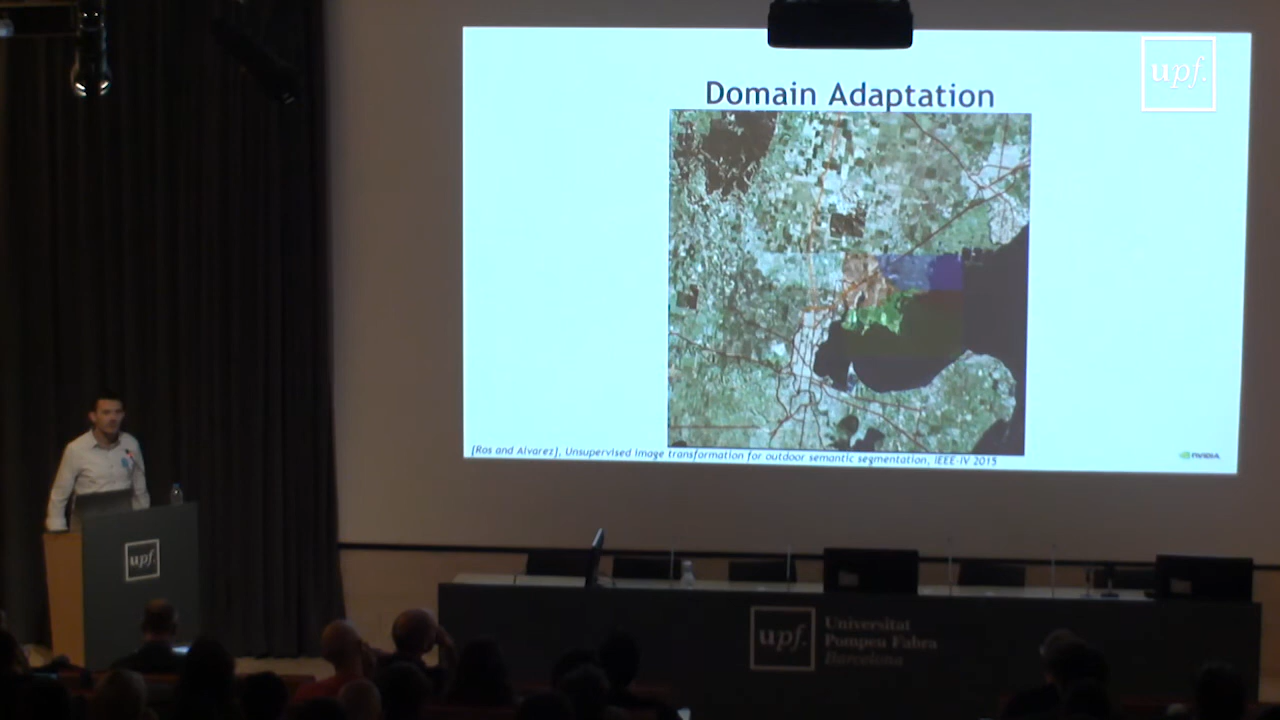 Domain Adaptation
upf.
[Ros and Alvarez], Unsupervised image transformation for outdoor semantic segmentation, IEEE-IV 2015
NVIDIA
upf.
upf.
Universitat
Pompeu Fabra
Barcelona